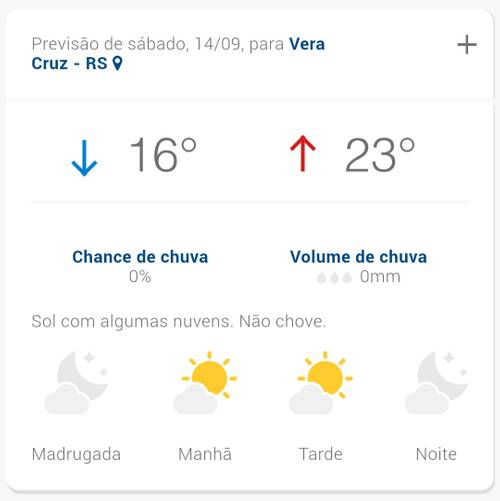 Previsão de sábado, 14/09, para Vera
Cruz - RS
16° 23°
Chance de chuva Volume de chuva
0% 0mm
Sol com algumas nuvens. Não chove.
Madrugada Manhã Tarde Noite